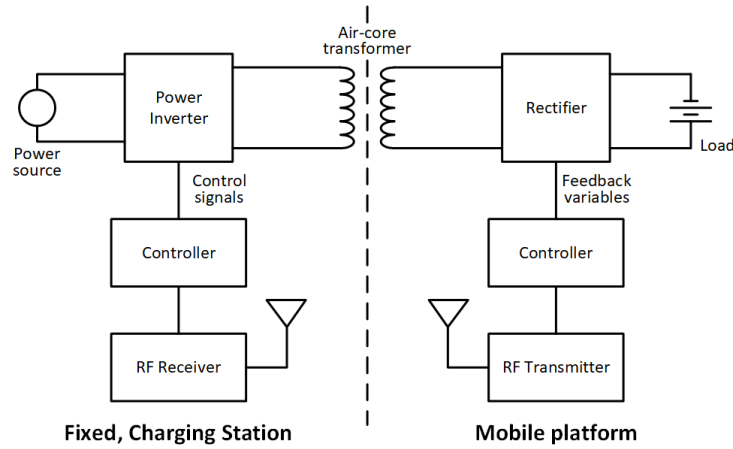 Air-core
transformer
Power
Inverter
Rectifier
Power
source
Load
Control
signals
Feedback
variables
Controller
Controller
RF Receiver
RF Transmitter
Fixed, Charging Station
Mobile platform